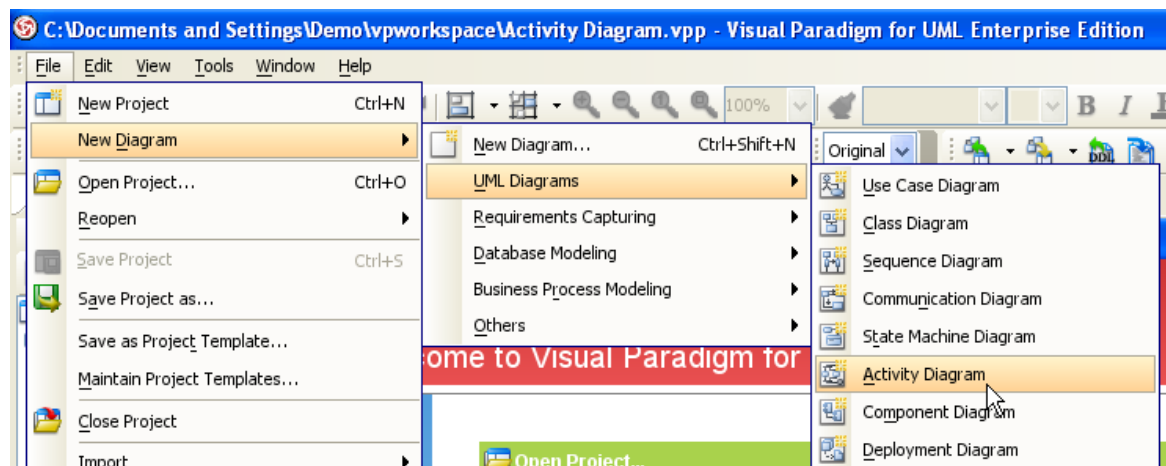 C:\Documents and Settings\Demo\vpworkspace\Activity Diagram.vpp - Visual Paradigm for UML Enterprise Edition
File Edit View Tools Window Help
New Project Ctrl+N
New Diagram
Open Project... Ctrl+O
Reopen
Save Project Ctrl+S
Save Project as...
Save as Project Template...
Maintain Project Templates...
Close Project
Import
100%
B I
New Diagram... Ctrl+Shift+N
UML Diagrams
Requirements Capturing
Database Modeling
Business Process Modeling
Others
Original
DDL
Use Case Diagram
Class Diagram
Sequence Diagram
Communication Diagram
State Machine Diagram
Activity Diagram
Component Diagram
Deployment Diagram
ome to Visual Paradigm for
Open Project...